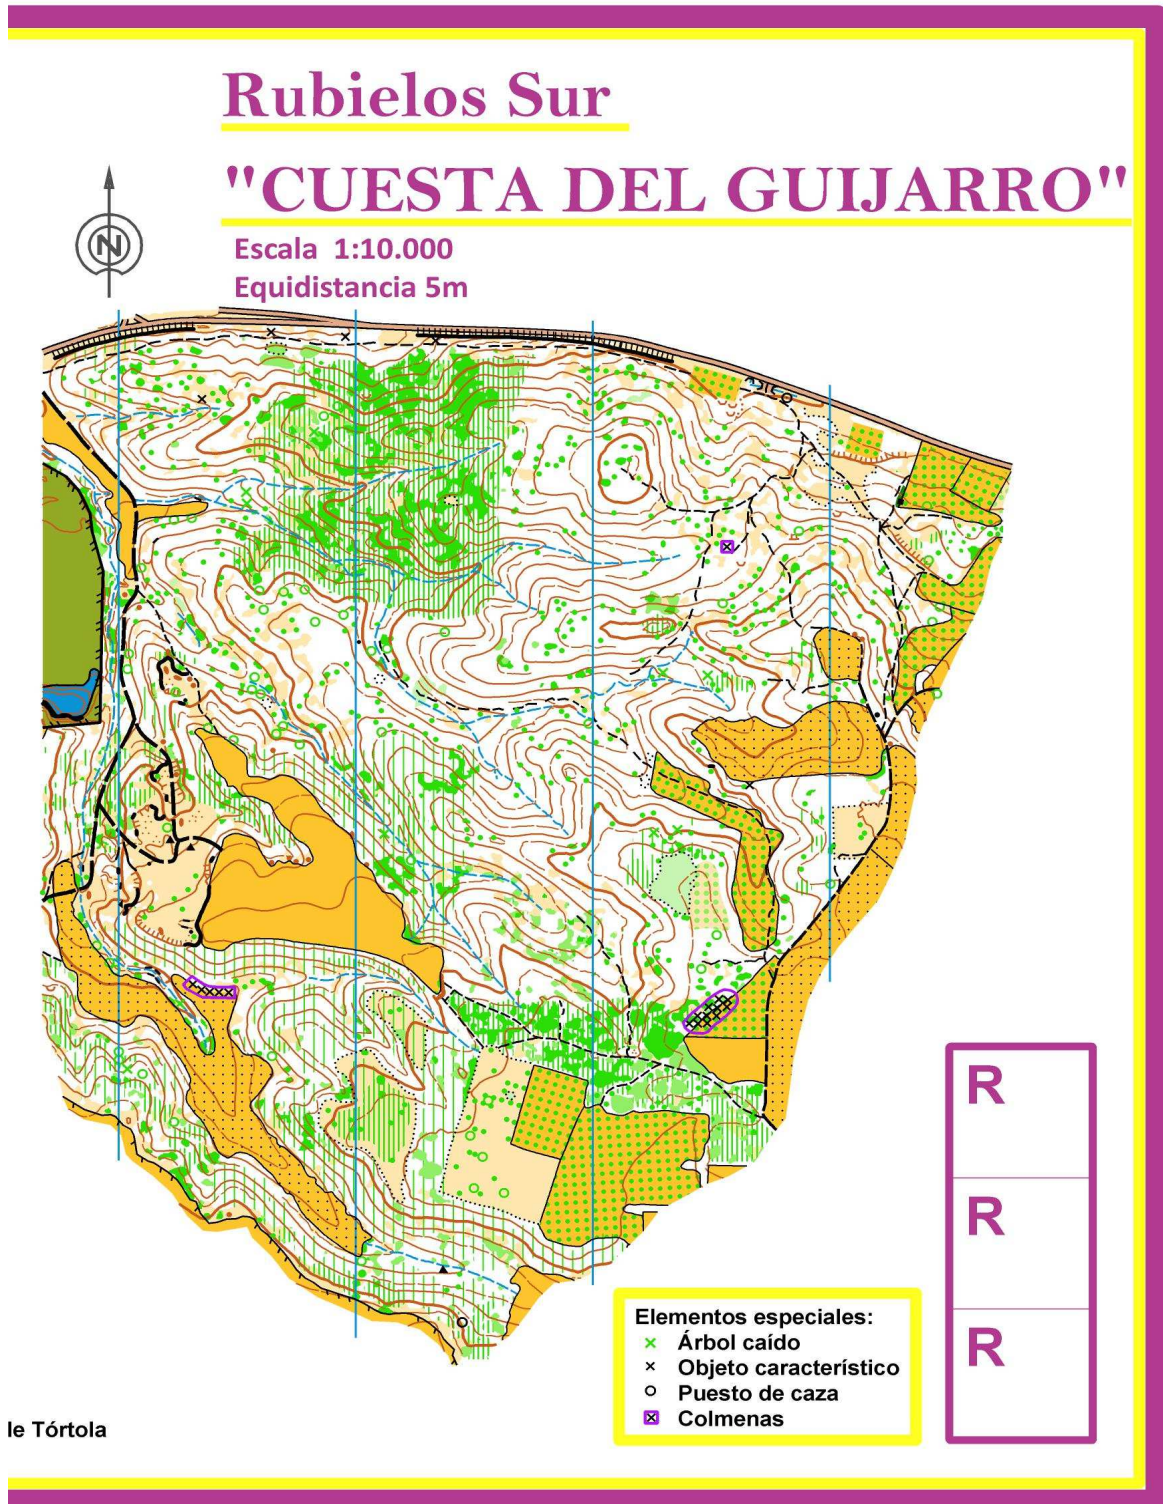 Rubielos Sur
"CUESTA DEL GUIJARRO"
N
Escala 1:10.000
Equidistancia 5m
R
R
R
Elementos especiales:
x Árbol caído
x Objeto característico
o Puesto de caza
x Colmenas
le Tórtola